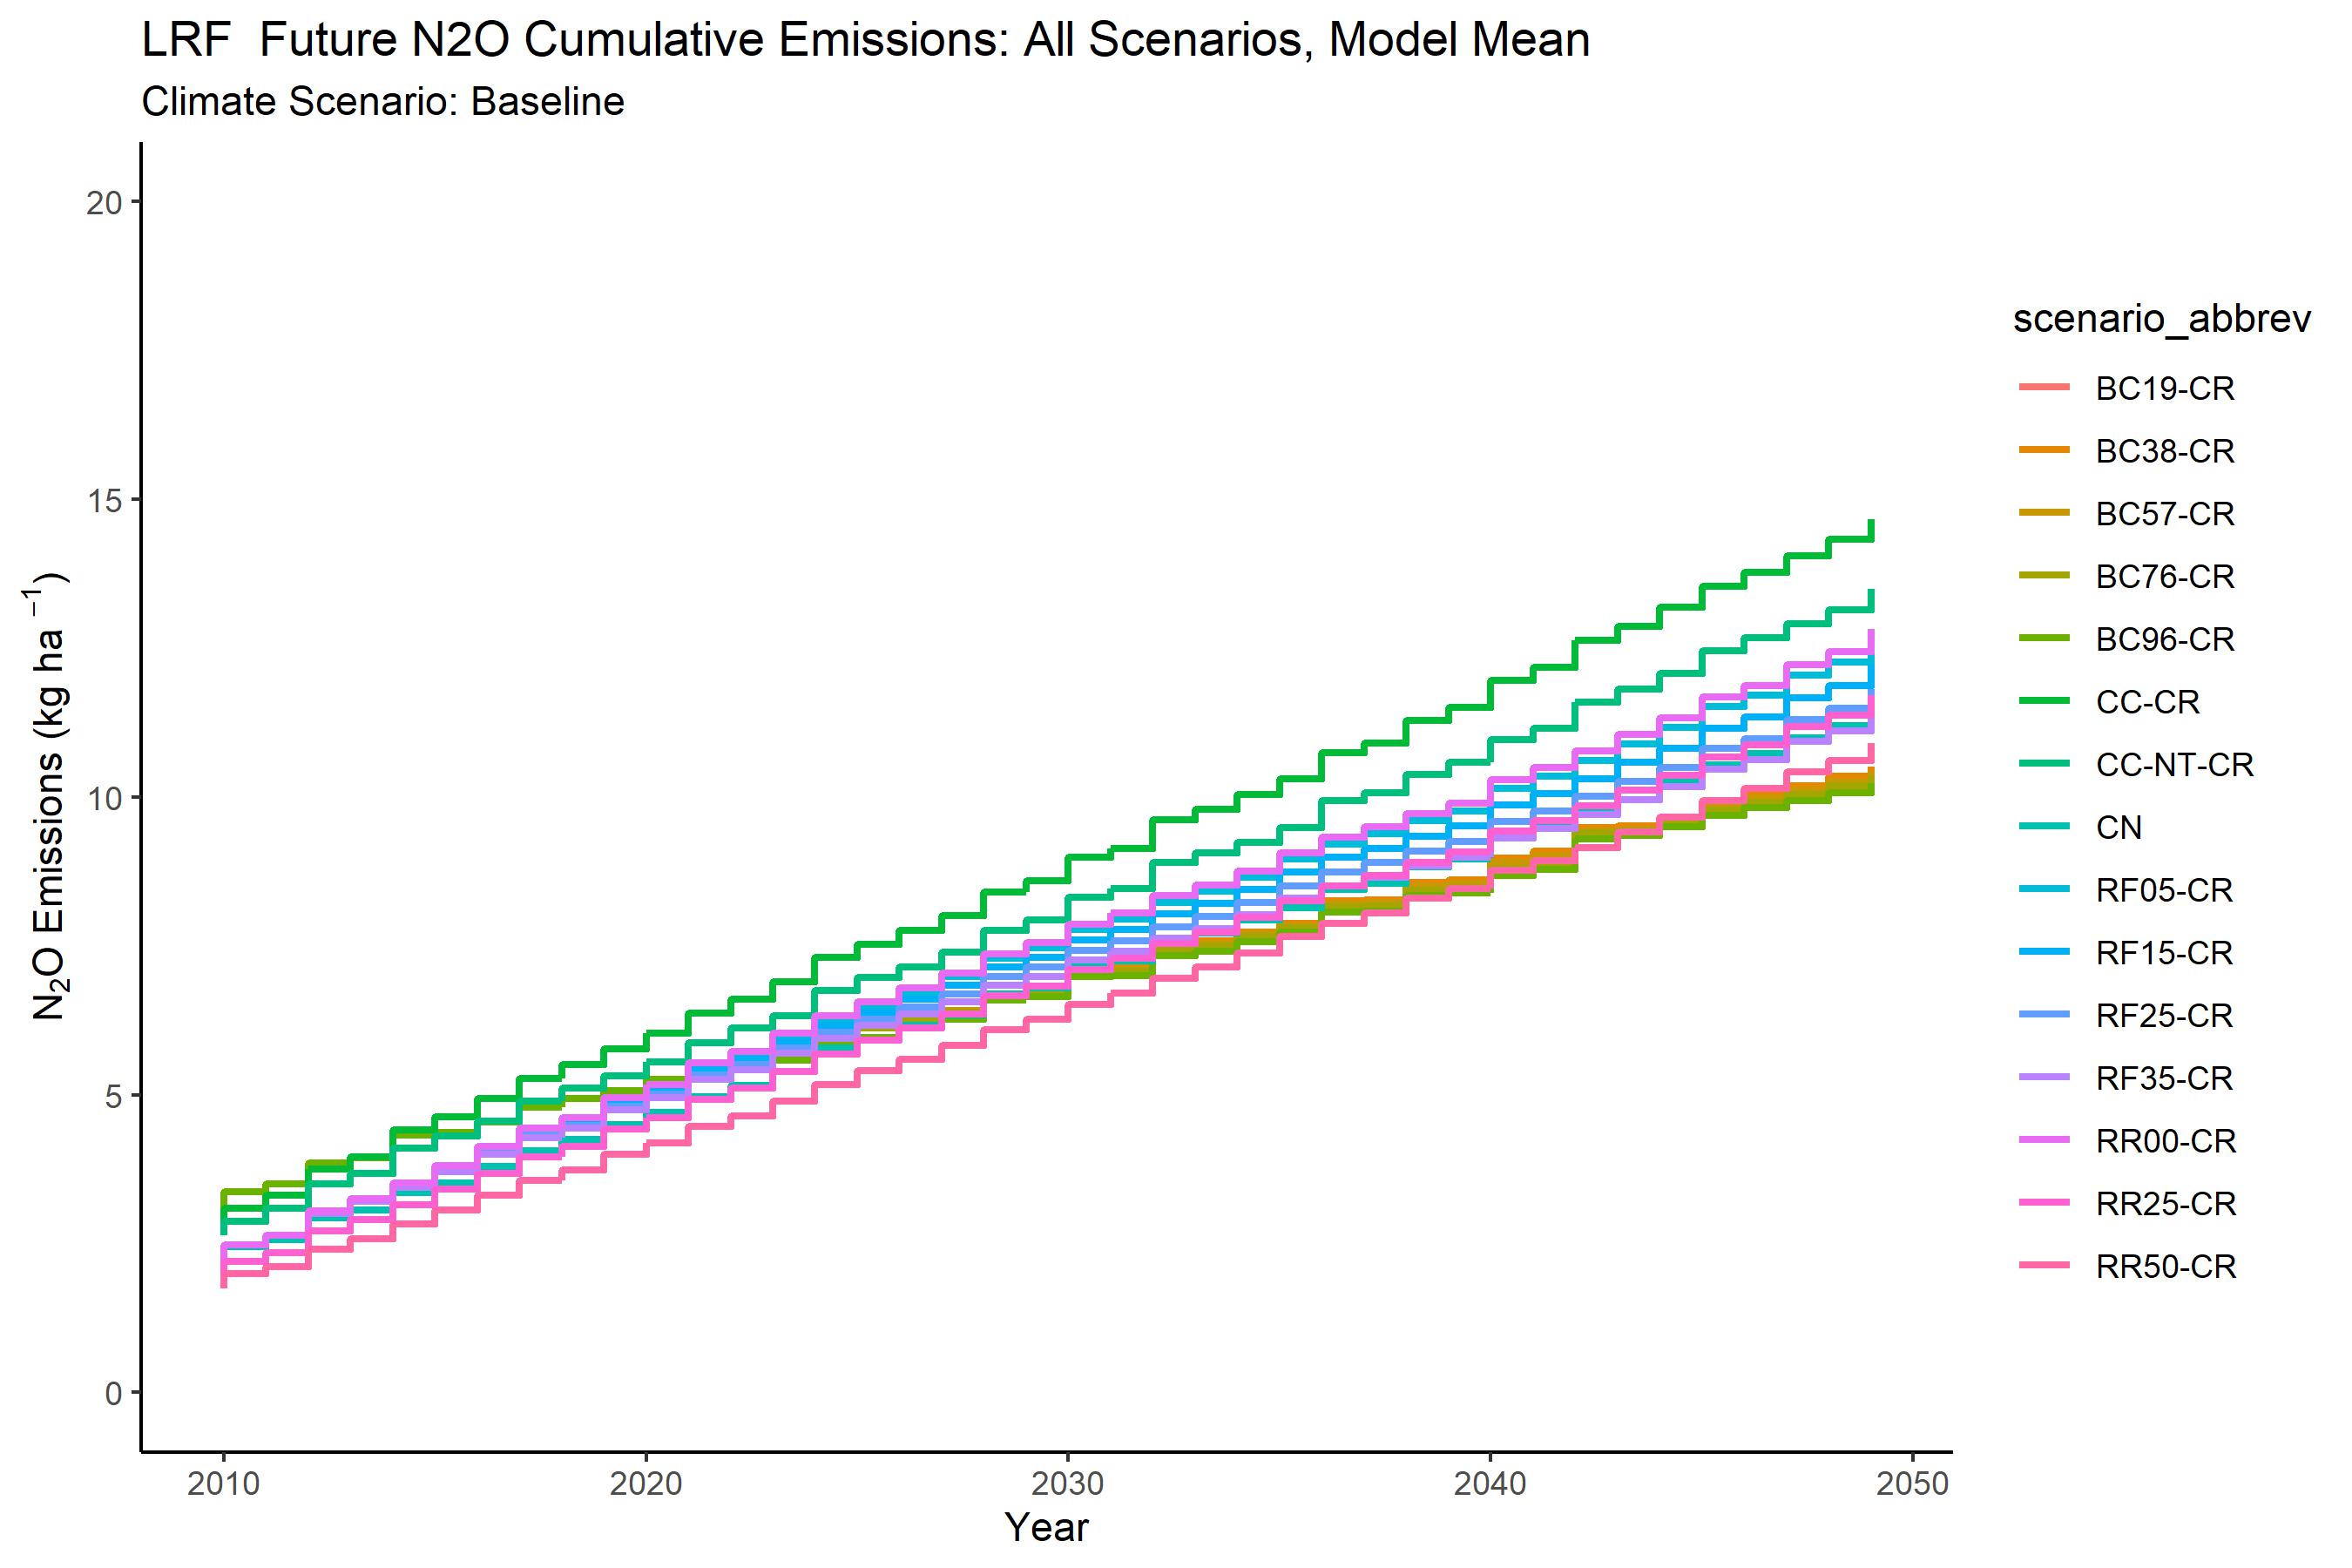 LRF  Future N2O Cumulative Emissions: All Scenarios, Model Mean
Climate Scenario: Baseline
N₂O Emissions (kg ha ⁻¹)
20
15
10
5
0
2010
2020
2030
2040
2050
Year
scenario_abbrev
BC19-CR
BC38-CR
BC57-CR
BC76-CR
BC96-CR
CC-CR
CC-NT-CR
CN
RF05-CR
RF15-CR
RF25-CR
RF35-CR
RR00-CR
RR25-CR
RR50-CR